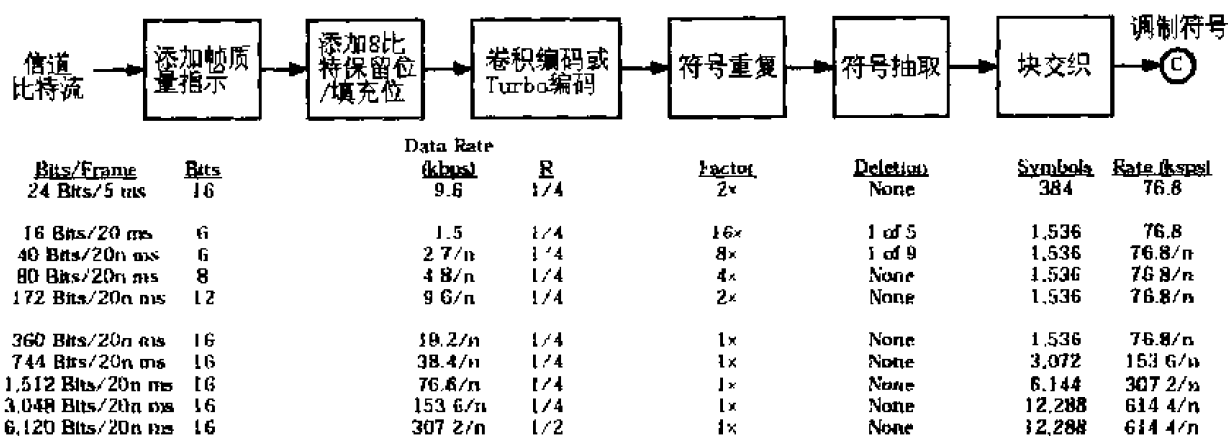 调制符号
信道
比特流
添加帧质
量指示
添加8比
特保留位
/填充位
卷积编码或
Turbo编码
符号重复
符号抽取
块交织
C
Data Rate
Bits/Frame Bits (kbps) R Factor Deletion Symbols Rate (ksps)
24 Bits/5 ms 16 9.6 1/4 2× None 384 76.8
16 Bits/20 ms 6 1.5 1/4 16× 1 of 5 1,536 76.8
40 Bits/20n ms 6 2.7/n 1/4 8× 1 of 9 1,536 76.8/n
80 Bits/20n ms 8 4.8/n 1/4 4× None 1,536 76.8/n
172 Bits/20n ms 12 9.6/n 1/4 2× None 1,536 76.8/n
360 Bits/20n ms 16 19.2/n 1/4 1× None 1,536 76.8/n
744 Bits/20n ms 16 38.4/n 1/4 1× None 3,072 153.6/n
1,512 Bits/20n ms 16 76.8/n 1/4 1× None 6,144 307.2/n
3,048 Bits/20n ms 16 153.6/n 1/4 1× None 12,288 614.4/n
6,120 Bits/20n ms 16 307.2/n 1/2 1× None 12,288 614.4/n